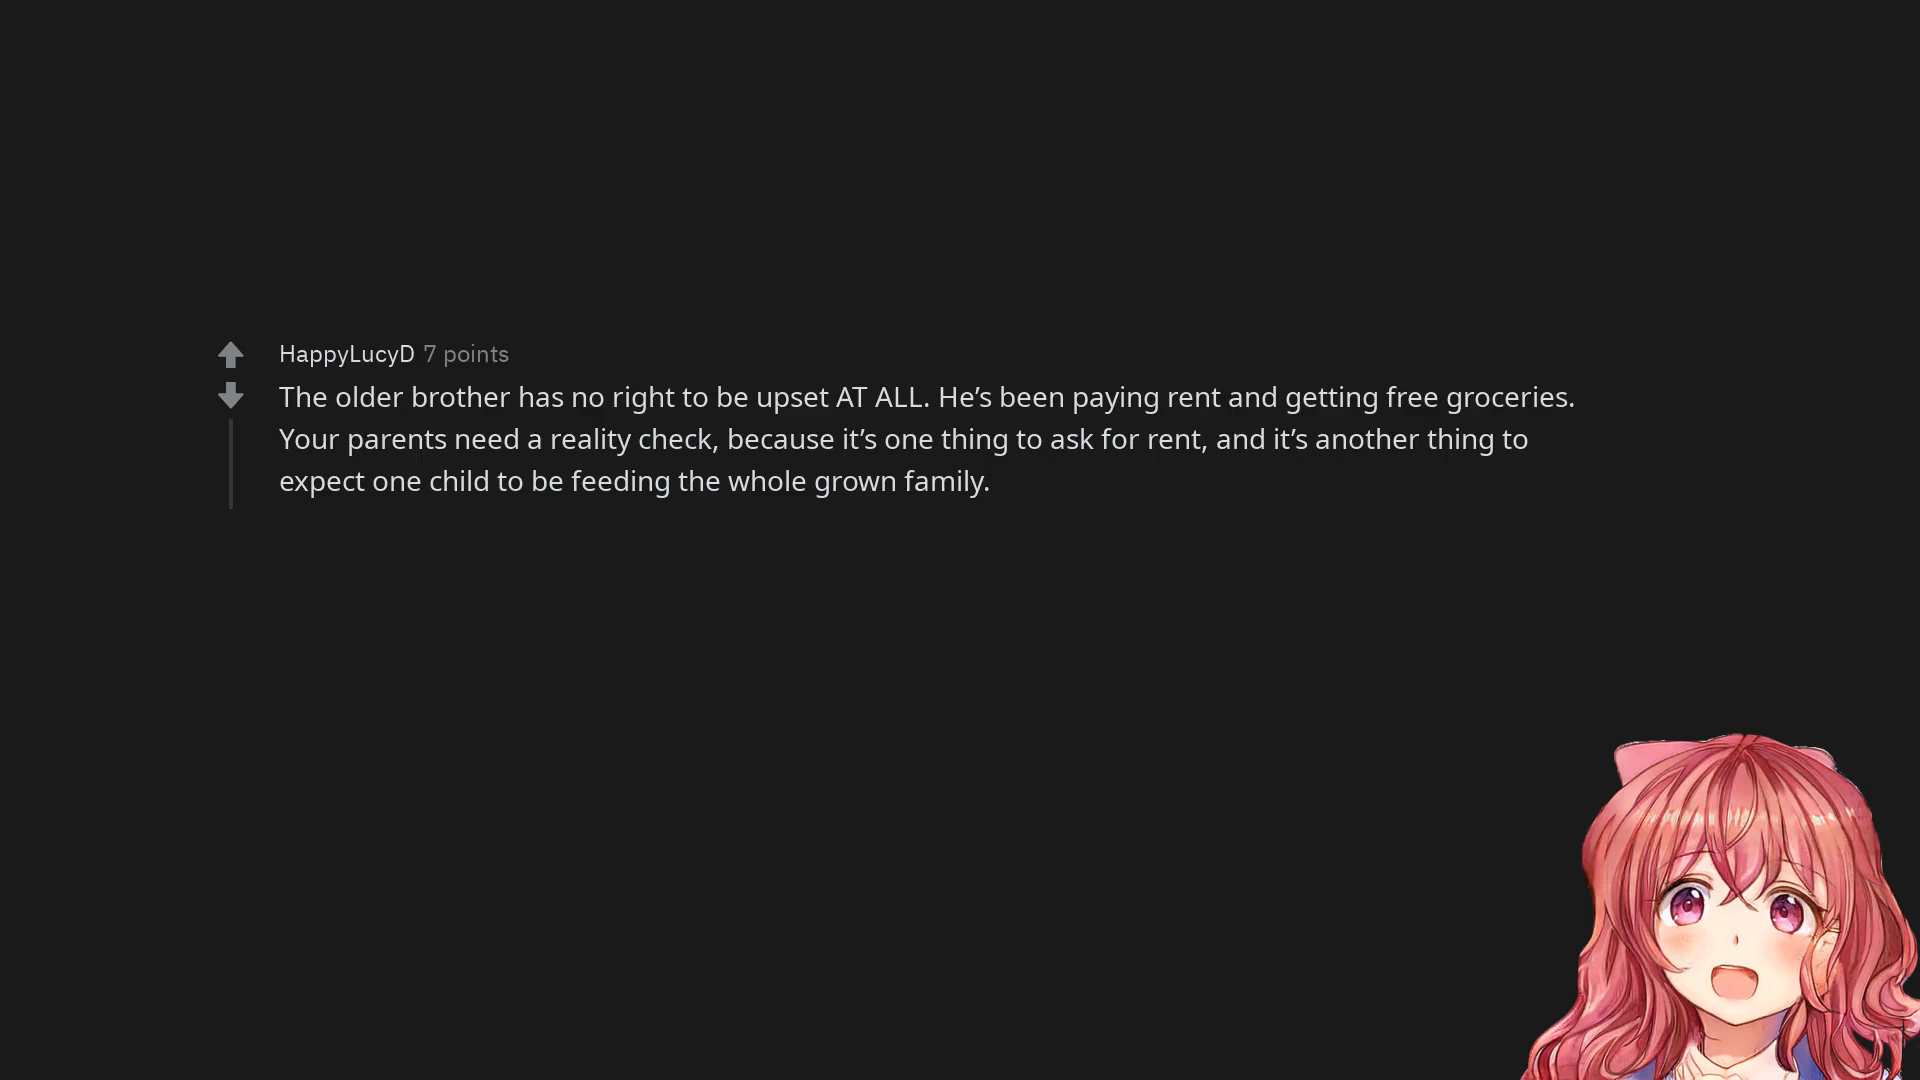 HappyLucyD 7 points
The older brother has no right to be upset AT ALL. He’s been paying rent and getting free groceries.
Your parents need a reality check, because it’s one thing to ask for rent, and it’s another thing to
expect one child to be feeding the whole grown family.